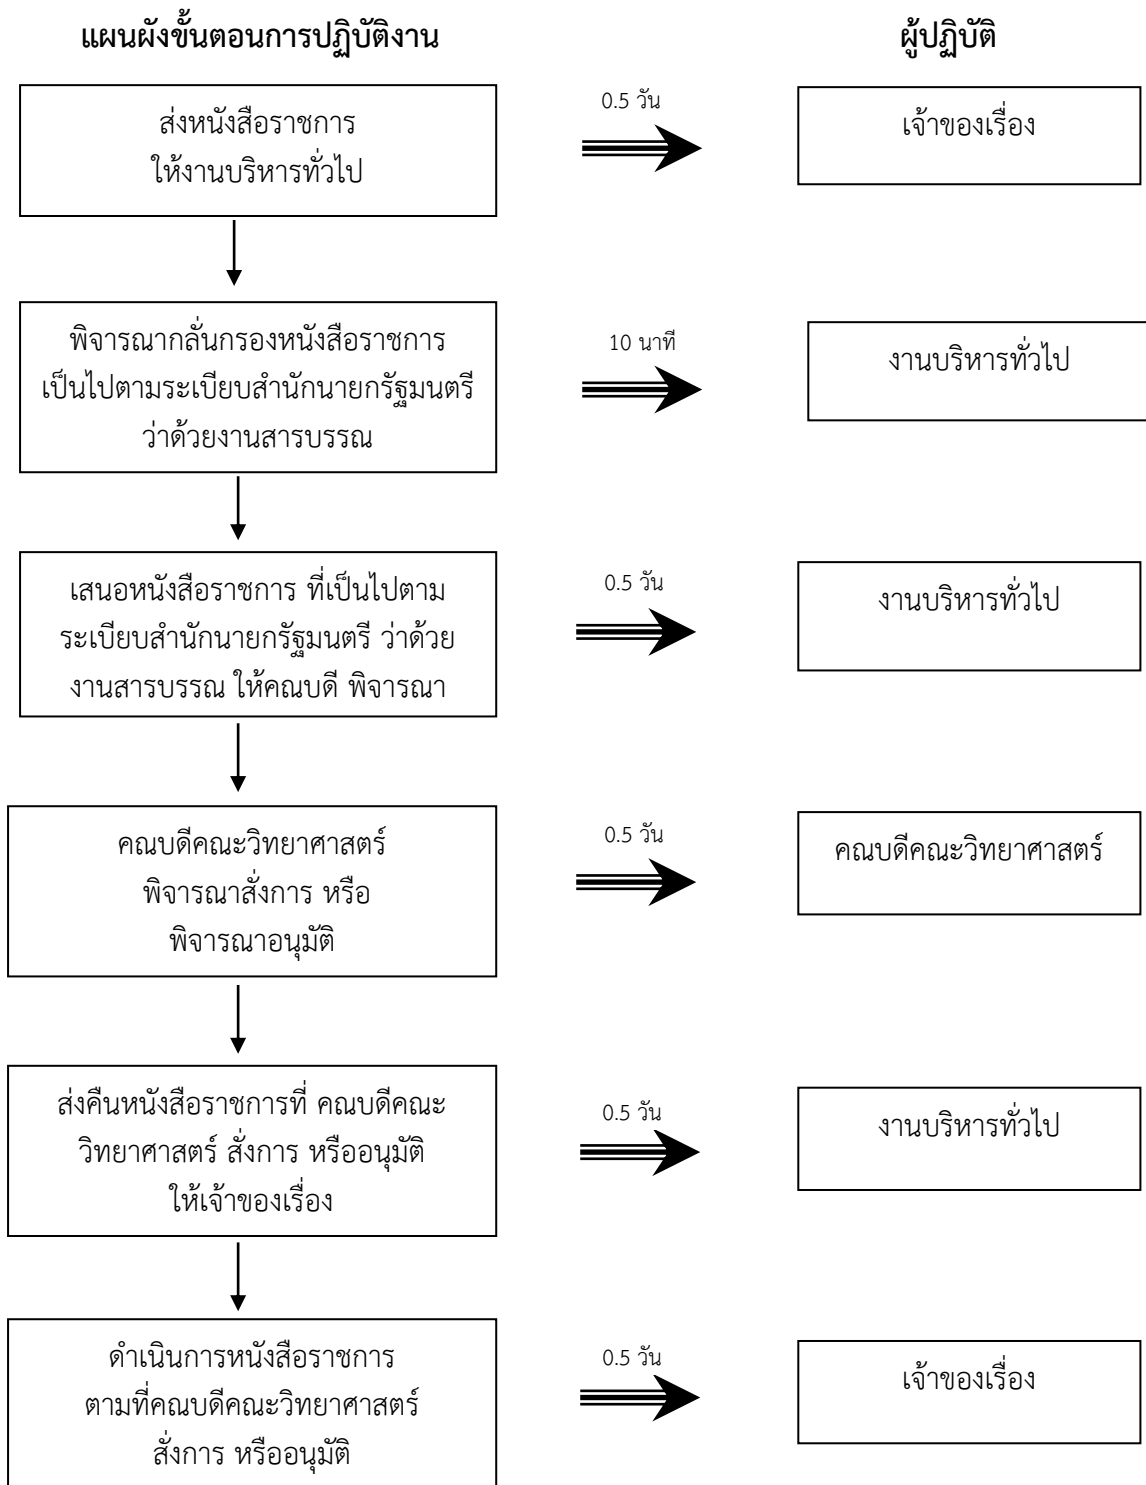 แผนผังขั้นตอนการปฏิบัติงาน
ผู้ปฏิบัติ
ส่งหนังสือราชการ
ให้งานบริหารทั่วไป
0.5 วัน
เจ้าของเรื่อง
พิจารณากลั่นกรองหนังสือราชการ
เป็นไปตามระเบียบสำนักนายกรัฐมนตรี
ว่าด้วยงานสารบรรณ
10 นาที
งานบริหารทั่วไป
เสนอหนังสือราชการ ที่เป็นไปตาม
ระเบียบสำนักนายกรัฐมนตรี ว่าด้วย
งานสารบรรณ ให้คณบดี พิจารณา
0.5 วัน
งานบริหารทั่วไป
คณบดีคณะวิทยาศาสตร์
พิจารณาสั่งการ หรือ
พิจารณาอนุมัติ
0.5 วัน
คณบดีคณะวิทยาศาสตร์
ส่งคืนหนังสือราชการที่ คณบดีคณะ
วิทยาศาสตร์ สั่งการ หรืออนุมัติ
ให้เจ้าของเรื่อง
0.5 วัน
งานบริหารทั่วไป
ดำเนินการหนังสือราชการ
ตามที่คณบดีคณะวิทยาศาสตร์
สั่งการ หรืออนุมัติ
0.5 วัน
เจ้าของเรื่อง